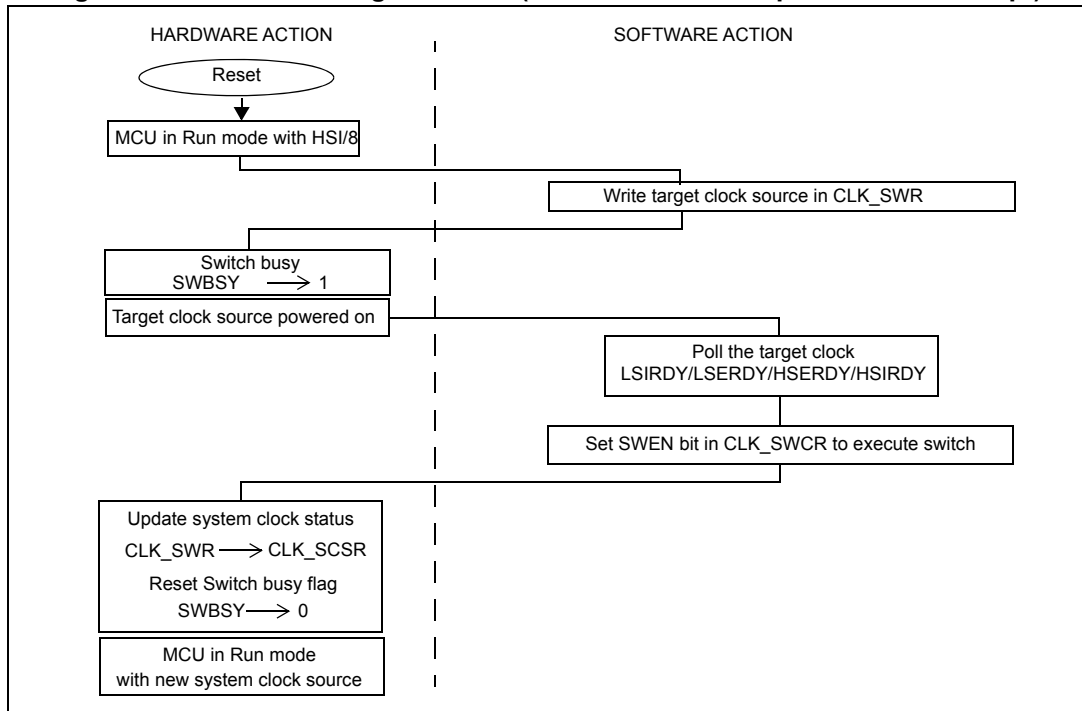 HARDWARE ACTION
SOFTWARE ACTION
Reset
MCU in Run mode with HSI/8
Write target clock source in CLK_SWR
Switch busy
SWBSY → 1
Target clock source powered on
Poll the target clock
LSIRDY/LSERDY/HSERDY/HSIRDY
Set SWEN bit in CLK_SWCR to execute switch
Update system clock status
CLK_SWR → CLK_SCSR
Reset Switch busy flag
SWBSY → 0
MCU in Run mode
with new system clock source